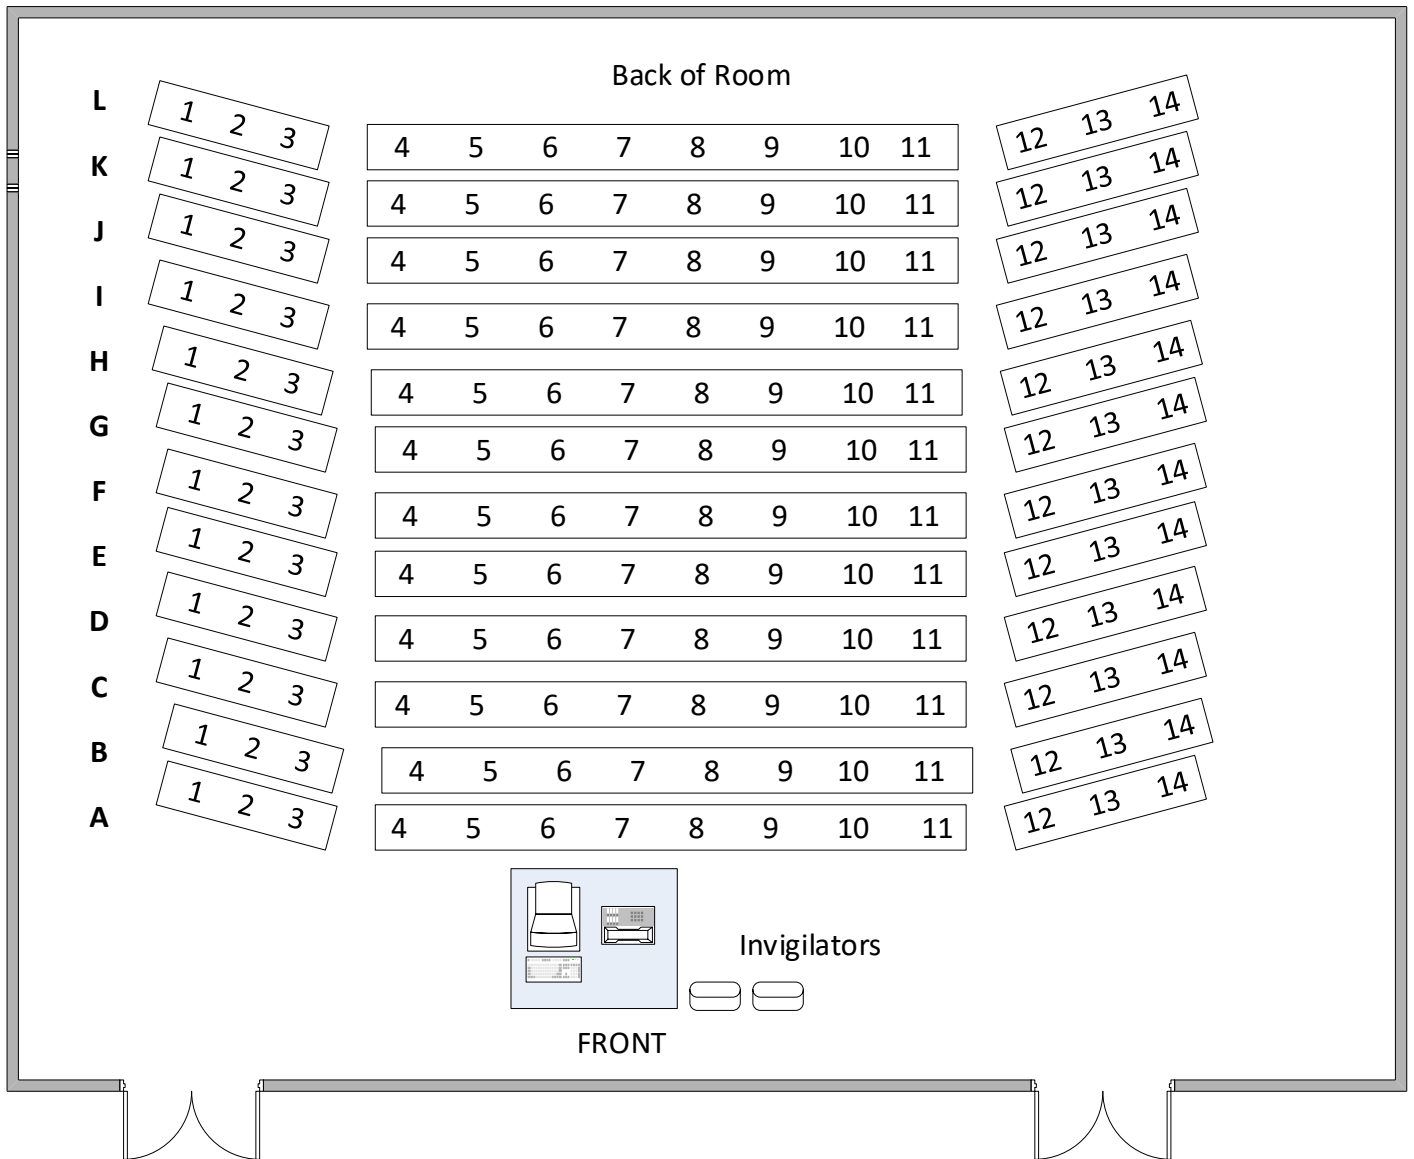 Back of Room
L 1 2 3 4 5 6 7 8 9 10 11 12 13 14
K 1 2 3 4 5 6 7 8 9 10 11 12 13 14
J 1 2 3 4 5 6 7 8 9 10 11 12 13 14
I 1 2 3 4 5 6 7 8 9 10 11 12 13 14
H 1 2 3 4 5 6 7 8 9 10 11 12 13 14
G 1 2 3 4 5 6 7 8 9 10 11 12 13 14
F 1 2 3 4 5 6 7 8 9 10 11 12 13 14
E 1 2 3 4 5 6 7 8 9 10 11 12 13 14
D 1 2 3 4 5 6 7 8 9 10 11 12 13 14
C 1 2 3 4 5 6 7 8 9 10 11 12 13 14
B 1 2 3 4 5 6 7 8 9 10 11 12 13 14
A 1 2 3 4 5 6 7 8 9 10 11 12 13 14
Invigilators
FRONT